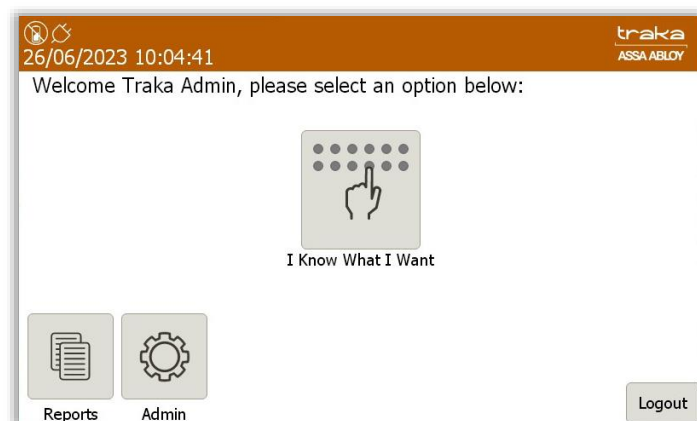 traka
26/06/2023 10:04:41
ASSA ABLOY
Welcome Traka Admin, please select an option below:
I Know What I Want
Reports
Admin
Logout